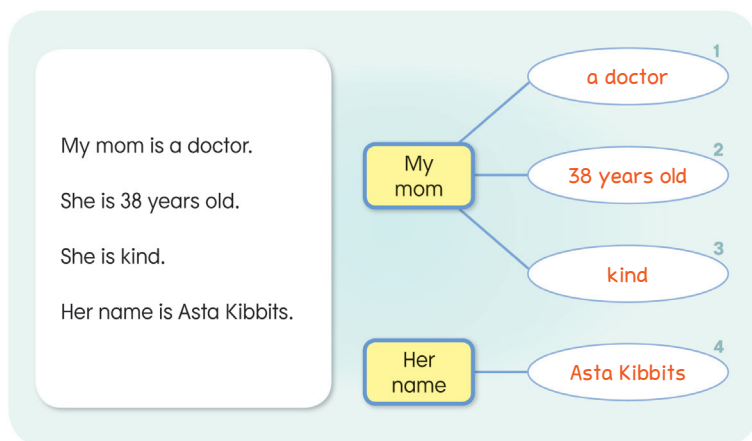 My mom is a doctor.
She is 38 years old.
She is kind.
Her name is Asta Kibbits.
My
mom
1
a doctor
2
38 years old
3
kind
Her
name
4
Asta Kibbits